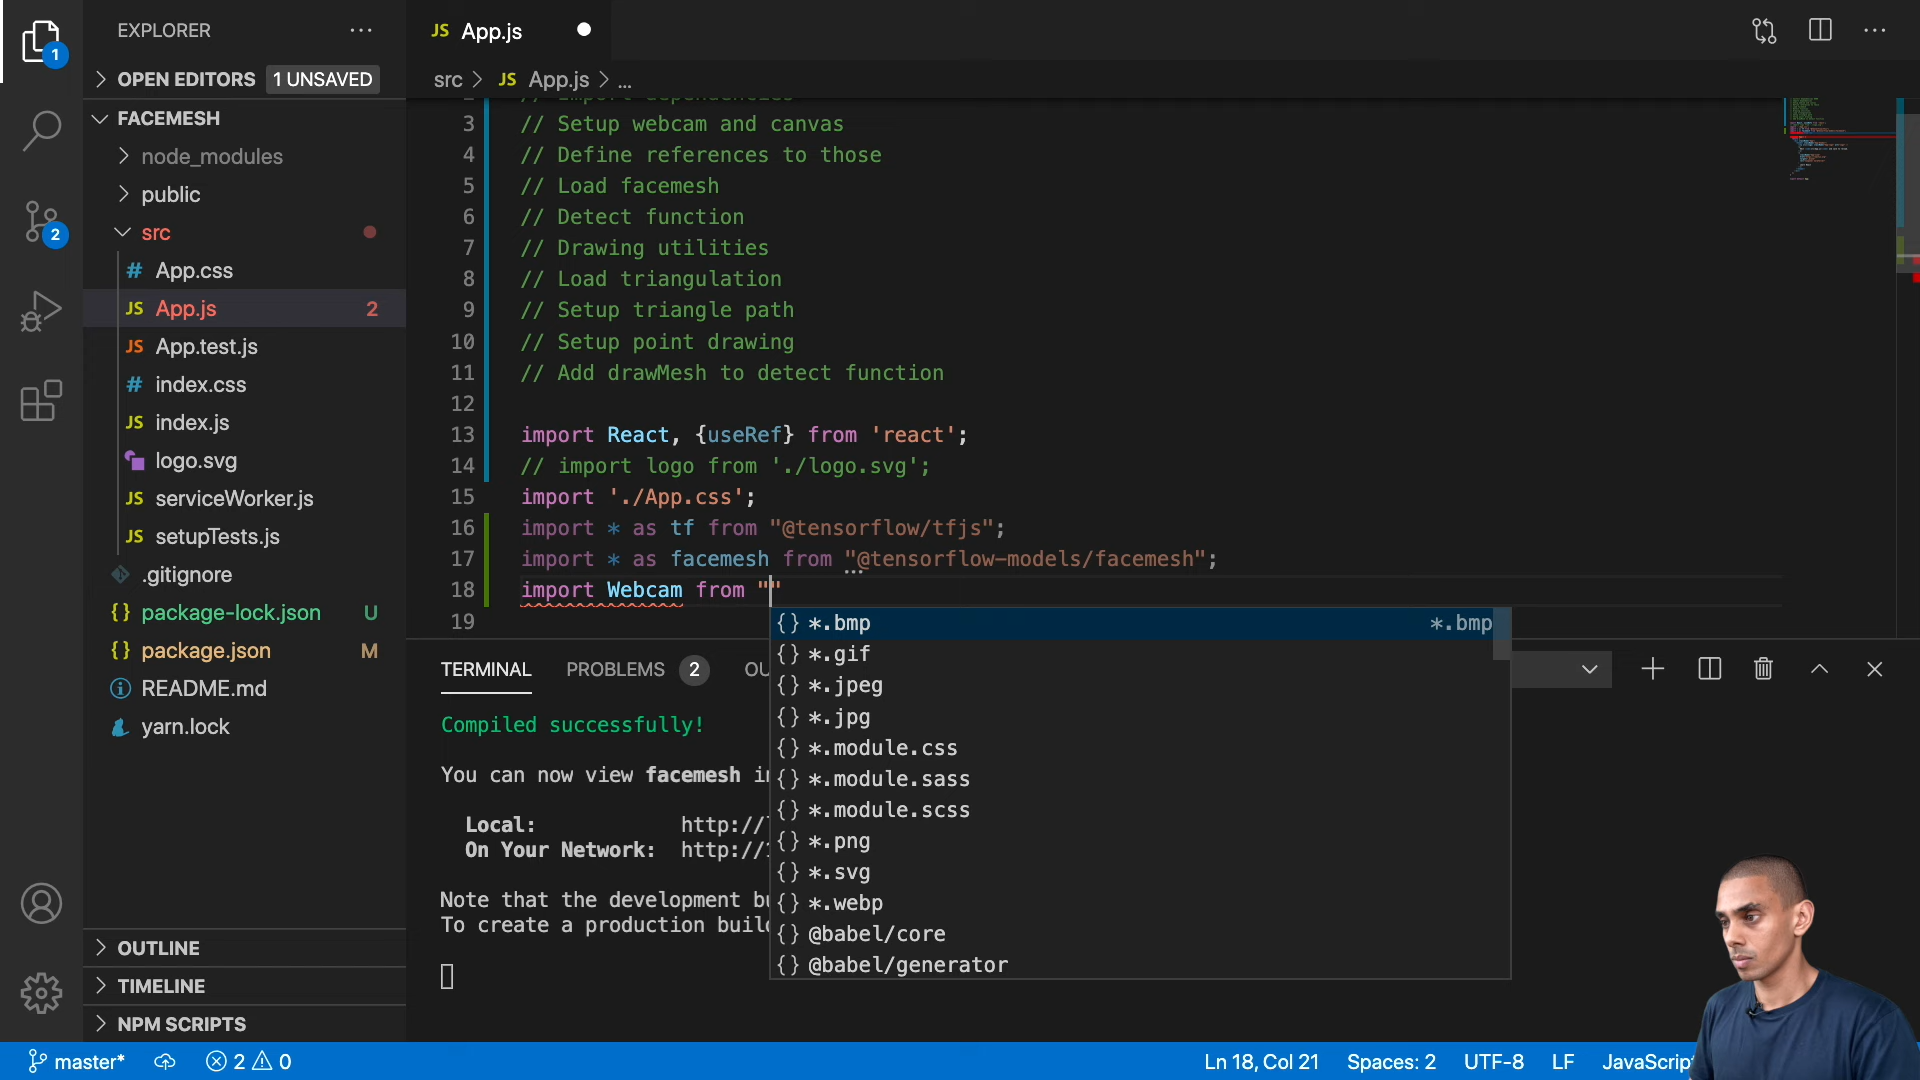 EXPLORER
OPEN EDITORS 1 UNSAVED
FACEMESH
node_modules
public
src
# App.css
JS App.js 2
JS App.test.js
# index.css
JS index.js
logo.svg
JS serviceWorker.js
JS setupTests.js
.gitignore
{} package-lock.json U
{} package.json M
README.md
yarn.lock
OUTLINE
TIMELINE
NPM SCRIPTS
1
2
JS App.js
src > JS App.js > ...
2 // Import dependencies
3 // Setup webcam and canvas
4 // Define references to those
5 // Load facemesh
6 // Detect function
7 // Drawing utilities
8 // Load triangulation
9 // Setup triangle path
10 // Setup point drawing
11 // Add drawMesh to detect function
12
13 import React, {useRef} from 'react';
14 // import logo from './logo.svg';
15 import './App.css';
16 import * as tf from "@tensorflow/tfjs";
17 import * as facemesh from "@tensorflow-models/facemesh";
18 import Webcam from ""
19
{} *.bmp *.bmp
{} *.gif
{} *.jpeg
{} *.jpg
{} *.module.css
{} *.module.sass
{} *.module.scss
{} *.png
{} *.svg
{} *.webp
{} @babel/core
{} @babel/generator
TERMINAL PROBLEMS 2 OU
Compiled successfully!
You can now view facemesh in
Local: http://
On Your Network: http://
Note that the development bu
To create a production build
master* 2 0
Ln 18, Col 21 Spaces: 2 UTF-8 LF JavaScript